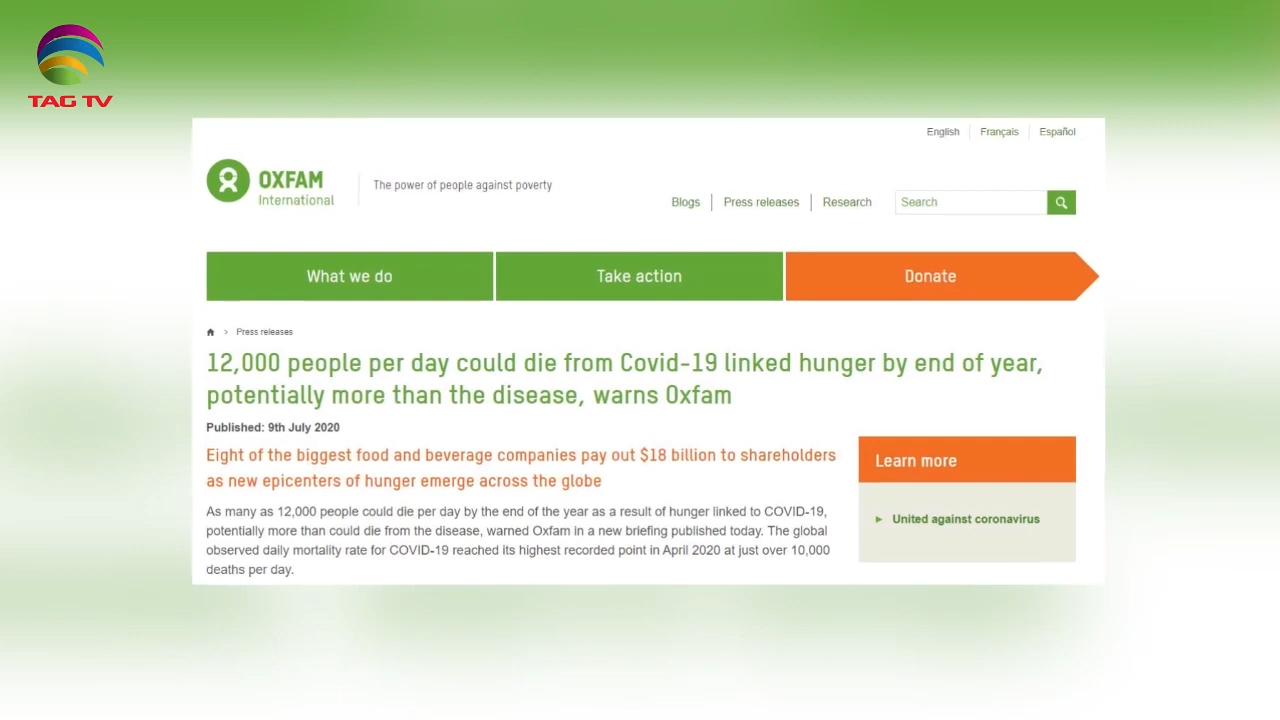 TAG TV
English Français Español
OXFAM
International
The power of people against poverty
Blogs Press releases Research Search
What we do Take action Donate
> Press releases
12,000 people per day could die from Covid-19 linked hunger by end of year,
potentially more than the disease, warns Oxfam
Published: 9th July 2020
Eight of the biggest food and beverage companies pay out $18 billion to shareholders
as new epicenters of hunger emerge across the globe
As many as 12,000 people could die per day by the end of the year as a result of hunger linked to COVID-19,
potentially more than could die from the disease, warned Oxfam in a new briefing published today. The global
observed daily mortality rate for COVID-19 reached its highest recorded point in April 2020 at just over 10,000
deaths per day.
Learn more
United against coronavirus